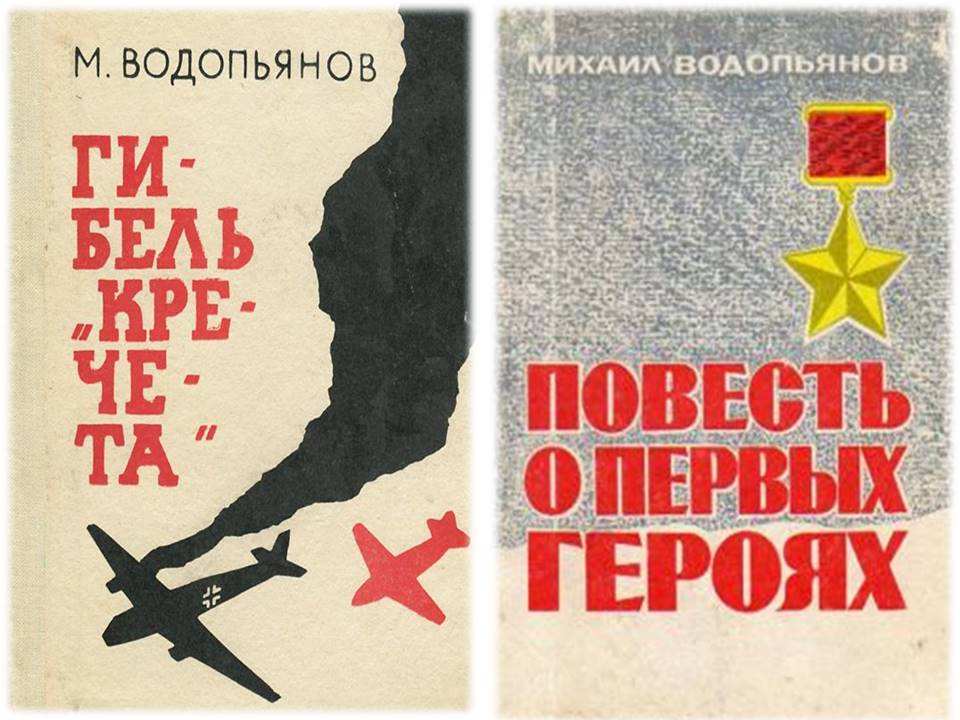 М. ВОДОПЬЯНОВ
ГИ-
БЕЛЬ
„КРЕ-
ЧЕ-
ТА“
МИХАИЛ ВОДОПЬЯНОВ
ПОВЕСТЬ
О ПЕРВЫХ
ГЕРОЯХ